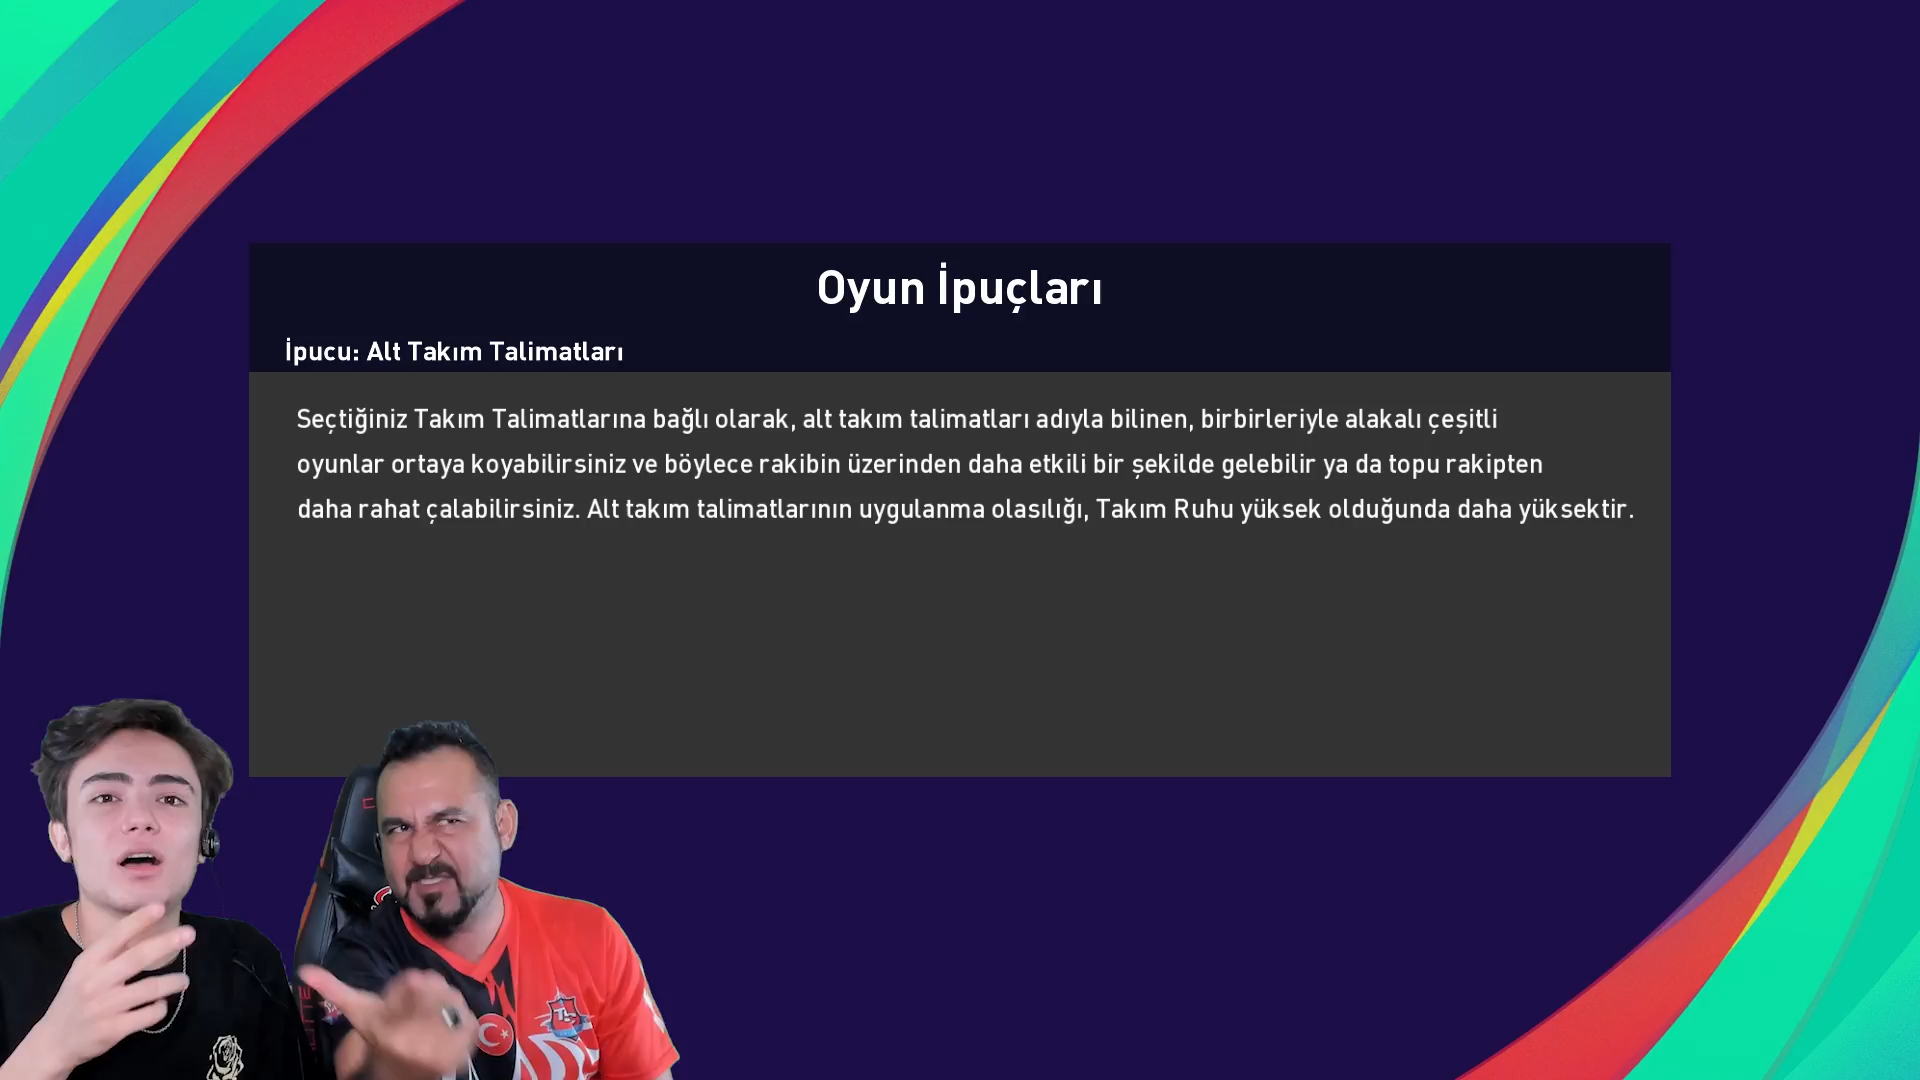 Oyun İpuçları
İpucu: Alt Takım Talimatları
Seçtiğiniz Takım Talimatlarına bağlı olarak, alt takım talimatları adıyla bilinen, birbirleriyle alakalı çeşitli
oyunlar ortaya koyabilirsiniz ve böylece rakibin üzerinden daha etkili bir şekilde gelebilir ya da topu rakipten
daha rahat çalabilirsiniz. Alt takım talimatlarının uygulanma olasılığı, Takım Ruhu yüksek olduğunda daha yüksektir.